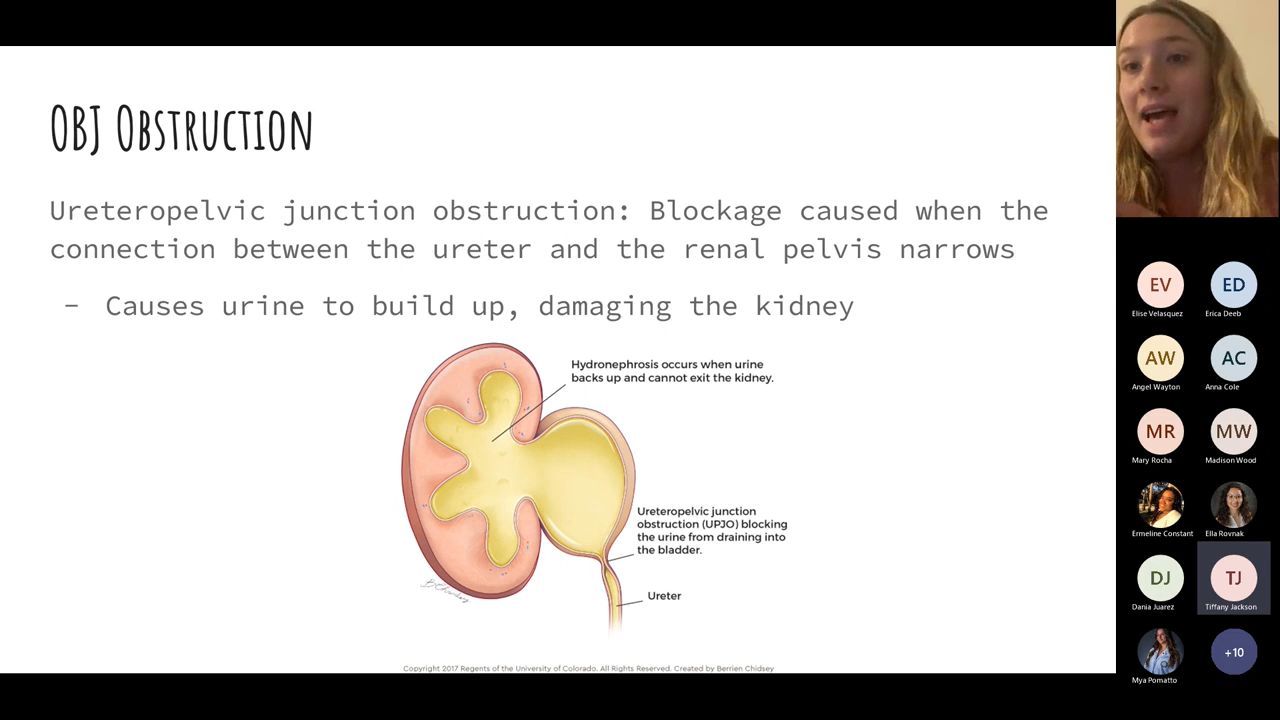 OBJ Obstruction
Ureteropelvic junction obstruction: Blockage caused when the
connection between the ureter and the renal pelvis narrows
- Causes urine to build up, damaging the kidney
Hydronephrosis occurs when urine
backs up and cannot exit the kidney.
Ureteropelvic junction
obstruction (UPJO) blocking
the urine from draining into
the bladder.
Ureter
Copyright 2017 Regents of the University of Colorado. All Rights Reserved. Created by Berrien Chidsey
EV
Elise Velasquez
ED
Erica Deeb
AW
Angel Wayton
AC
Anna Cole
MR
Mary Rocha
MW
Madison Wood
Ermeline Constant
Ella Rovnak
DJ
Dania Juarez
TJ
Tiffany Jackson
Mya Pomatto
+10